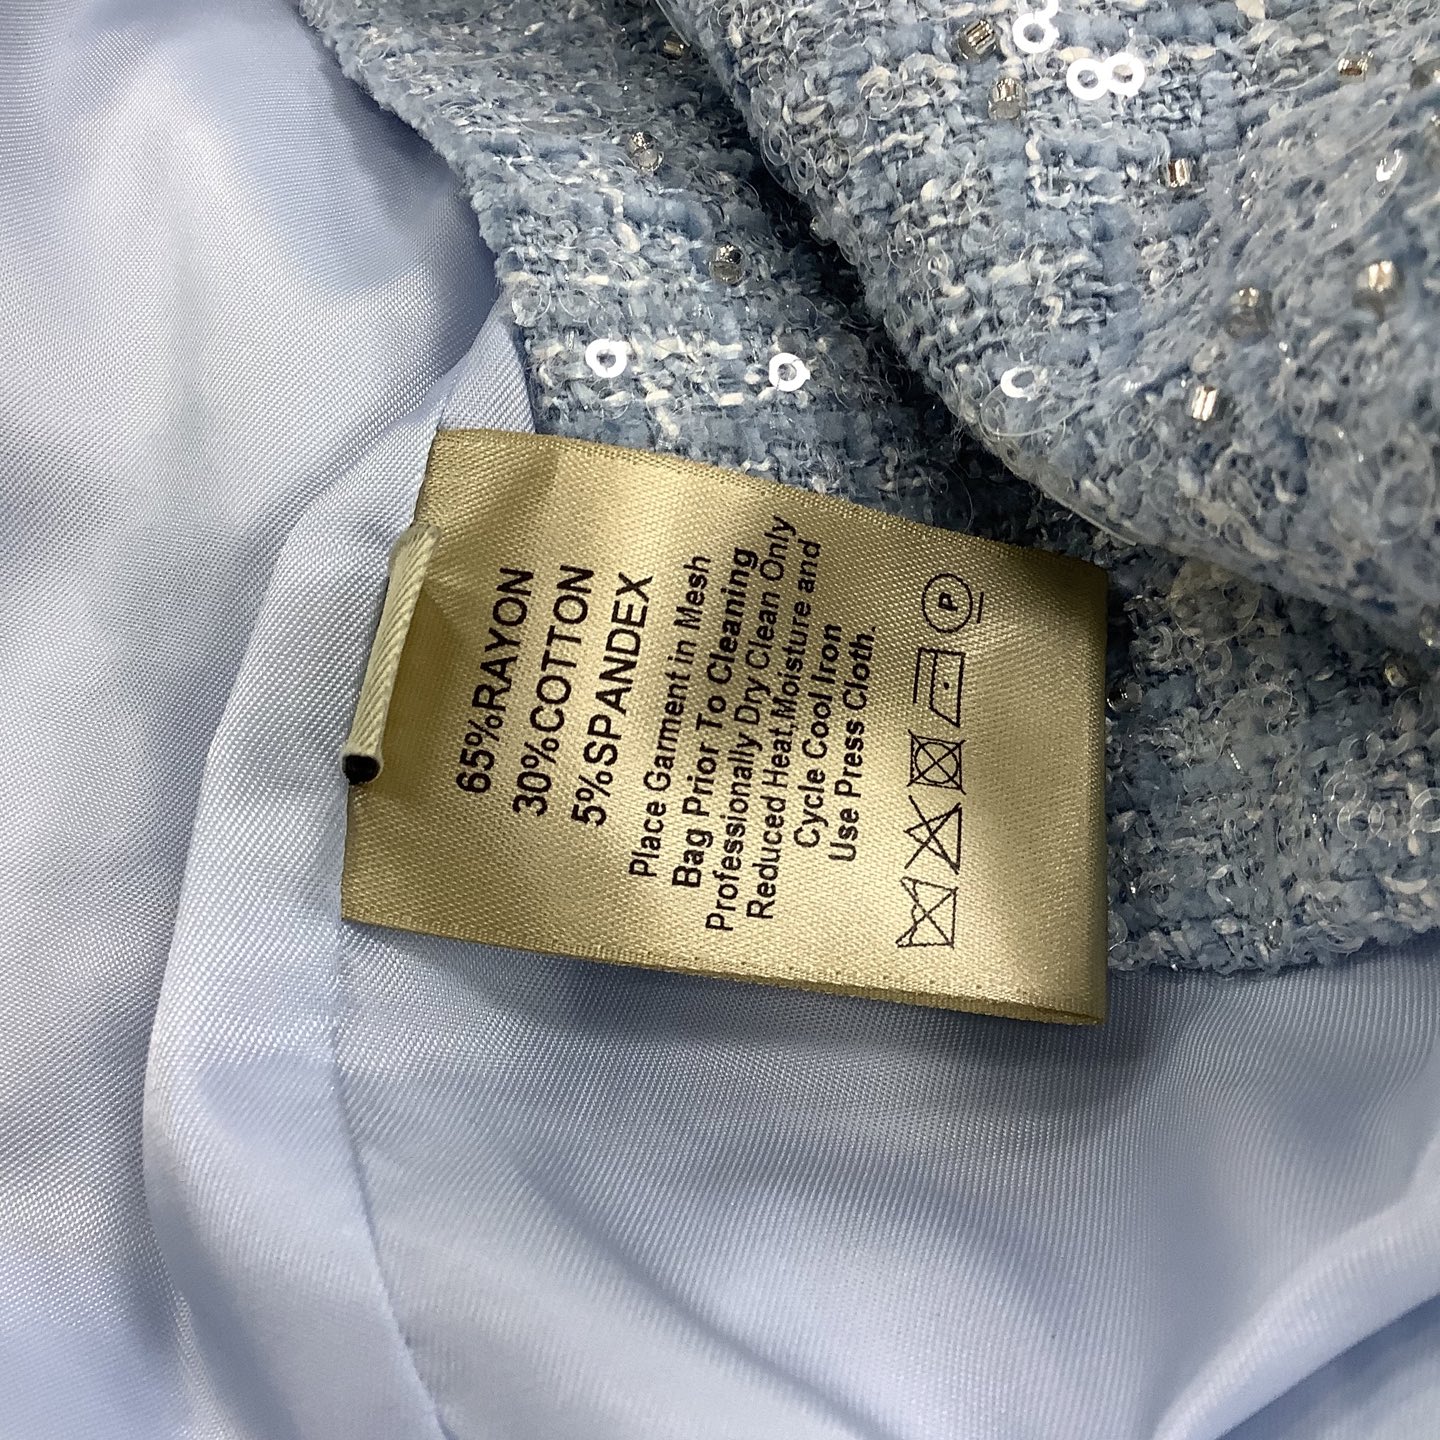 65%RAYON
30%COTTON
5%SPANDEX
Place Garment in Mesh
Bag Prior To Cleaning
Professionally Dry Clean Only
Reduced Heat,Moisture and
Cycle Cool Iron
Use Press Cloth.
P